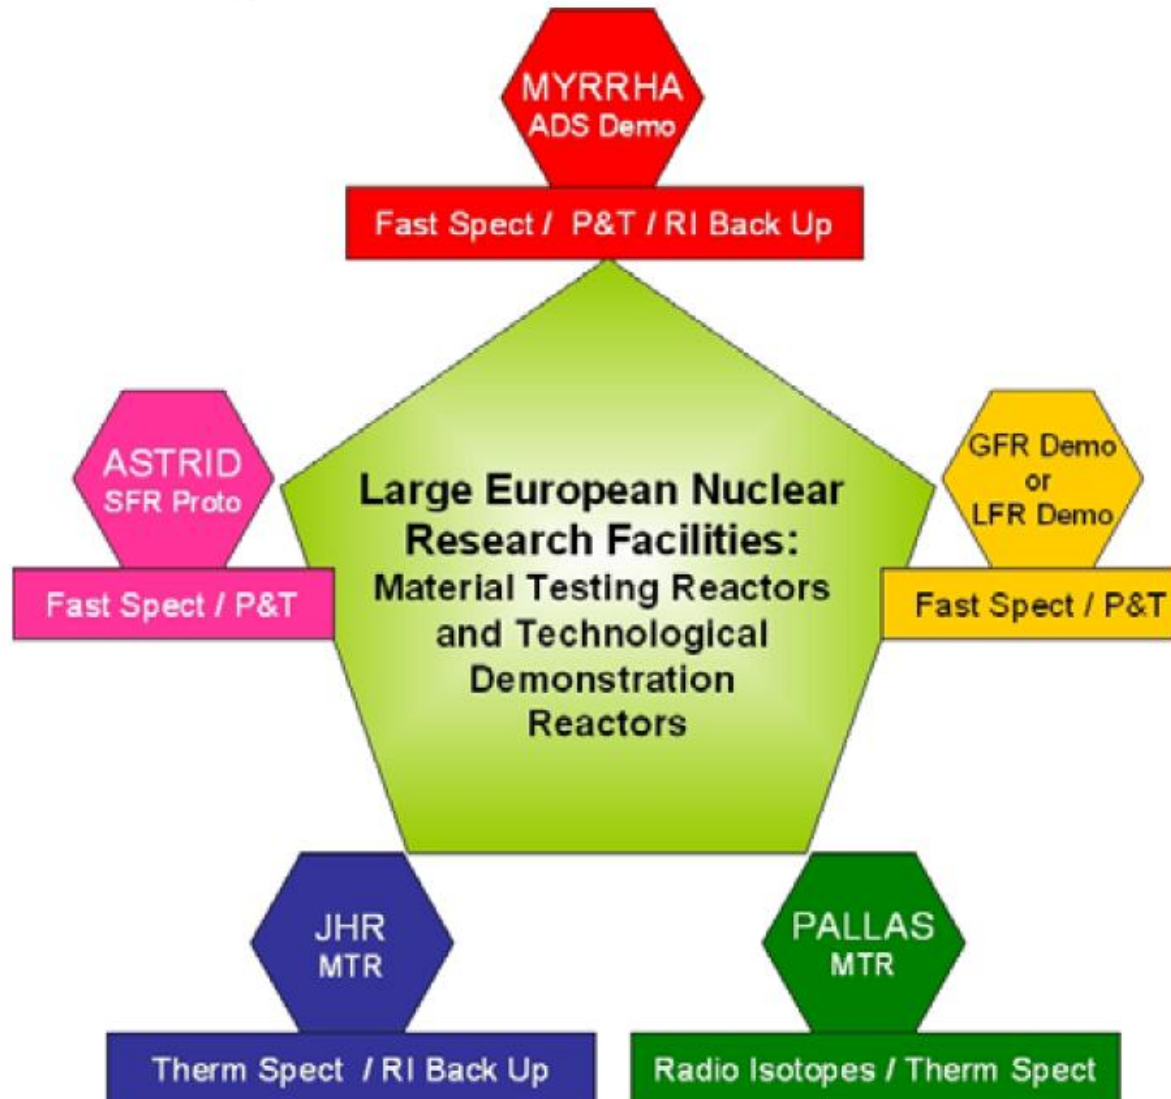 MYRRHA
ADS Demo
Fast Spect / P&T / RI Back Up
ASTRID
SFR Proto
Fast Spect / P&T
GFR Demo
or
LFR Demo
Fast Spect / P&T
Large European Nuclear
Research Facilities:
Material Testing Reactors
and Technological
Demonstration
Reactors
JHR
MTR
Therm Spect / RI Back Up
PALLAS
MTR
Radio Isotopes / Therm Spect